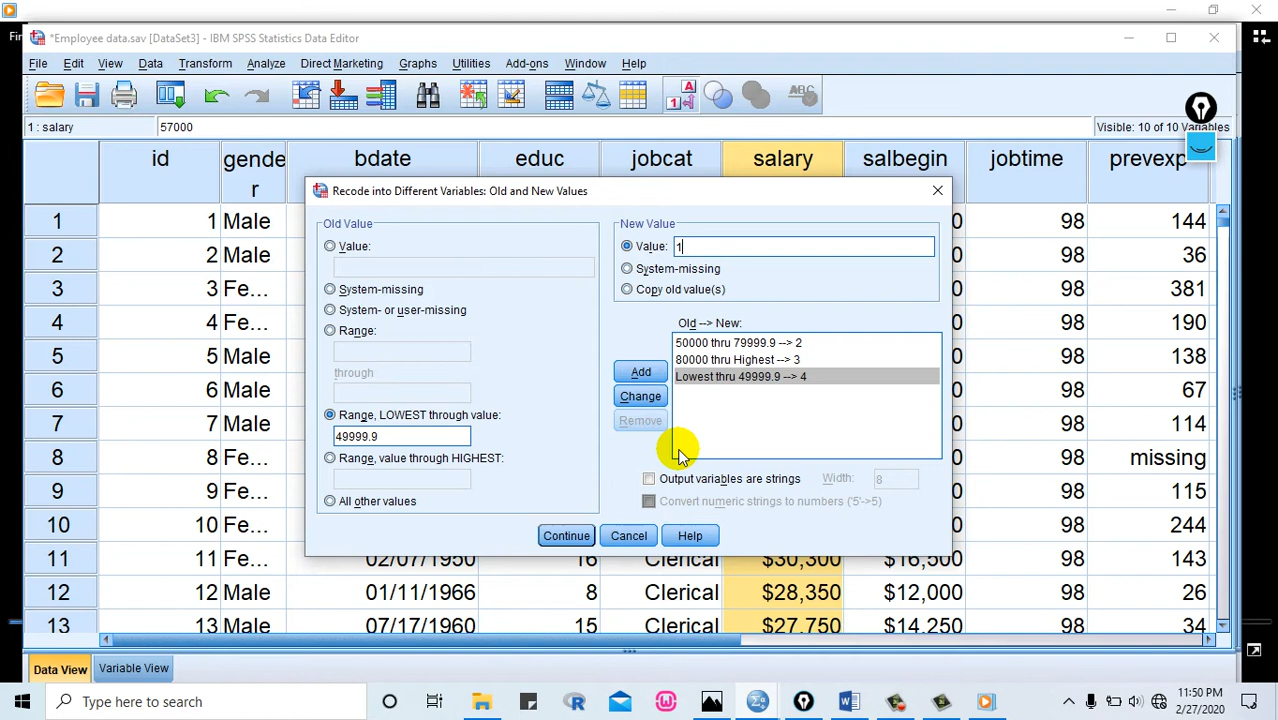 Fir
*Employee data.sav [DataSet3] - IBM SPSS Statistics Data Editor
File Edit View Data Transform Analyze Direct Marketing Graphs Utilities Add-ons Window Help
1 : salary 57000 Visible: 10 of 10 Variables
id gender bdate educ jobcat salary salbegin jobtime prevexp
Recode into Different Variables: Old and New Values
1 1 Male 98 144
2 2 Male 98 36
3 3 Fe... 98 381
4 4 Fe... 98 190
5 5 Male 98 138
6 6 Male 98 67
7 7 Male 98 114
8 8 Fe... 98 missing
9 9 Fe... 98 115
10 10 Fe... 98 244
Old Value
Value:
System-missing
System- or user-missing
Range:
through
Range, LOWEST through value:
49999.9
Range, value through HIGHEST:
All other values
New Value
Value: 1
System-missing
Copy old value(s)
Old --> New:
50000 thru 79999.9 --> 2
80000 thru Highest --> 3
Lowest thru 49999.9 --> 4
Add
Change
Remove
Output variables are strings Width: 8
Convert numeric strings to numbers ('5'->5)
Continue Cancel Help
11 11 Fe... 02/07/1950 16 Clerical $30,300 $16,500 98 143
12 12 Male 01/11/1966 8 Clerical $28,350 $12,000 98 26
13 13 Male 07/17/1960 15 Clerical $27,750 $14,250 98 34
Data View Variable View
Type here to search
11:50 PM
2/27/2020